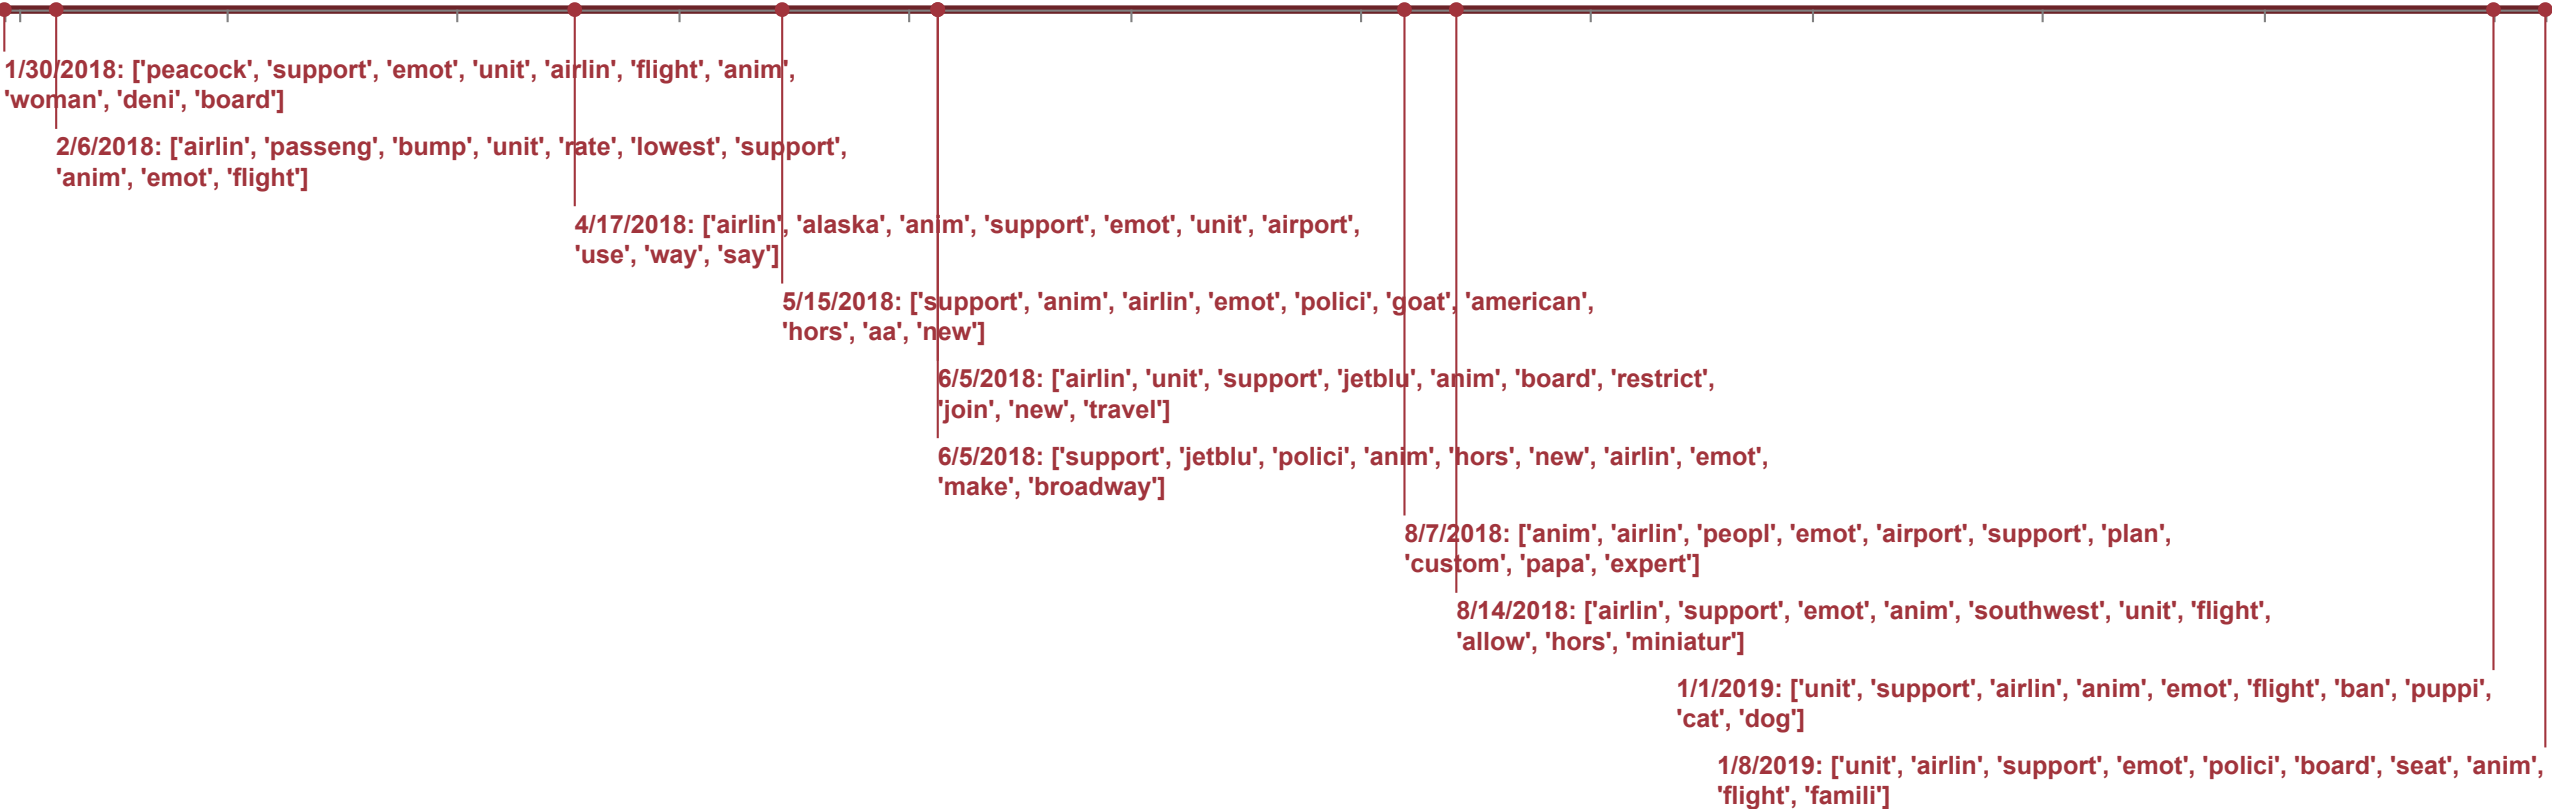 1/30/2018: ['peacock', 'support', 'emot', 'unit', 'airlin', 'flight', 'anim',
'woman', 'deni', 'board']
2/6/2018: ['airlin', 'passeng', 'bump', 'unit', 'rate', 'lowest', 'support',
'anim', 'emot', 'flight']
4/17/2018: ['airlin', 'alaska', 'anim', 'support', 'emot', 'unit', 'airport',
'use', 'way', 'say']
5/15/2018: ['support', 'anim', 'airlin', 'emot', 'polici', 'goat', 'american',
'hors', 'aa', 'new']
6/5/2018: ['airlin', 'unit', 'support', 'jetblu', 'anim', 'board', 'restrict',
'join', 'new', 'travel']
6/5/2018: ['support', 'jetblu', 'polici', 'anim', 'hors', 'new', 'airlin', 'emot',
'make', 'broadway']
8/7/2018: ['anim', 'airlin', 'peopl', 'emot', 'airport', 'support', 'plan',
'custom', 'papa', 'expert']
8/14/2018: ['airlin', 'support', 'emot', 'anim', 'southwest', 'unit', 'flight',
'allow', 'hors', 'miniatur']
1/1/2019: ['unit', 'support', 'airlin', 'anim', 'emot', 'flight', 'ban', 'puppi',
'cat', 'dog']
1/8/2019: ['unit', 'airlin', 'support', 'emot', 'polici', 'board', 'seat', 'anim',
'flight', 'famili']